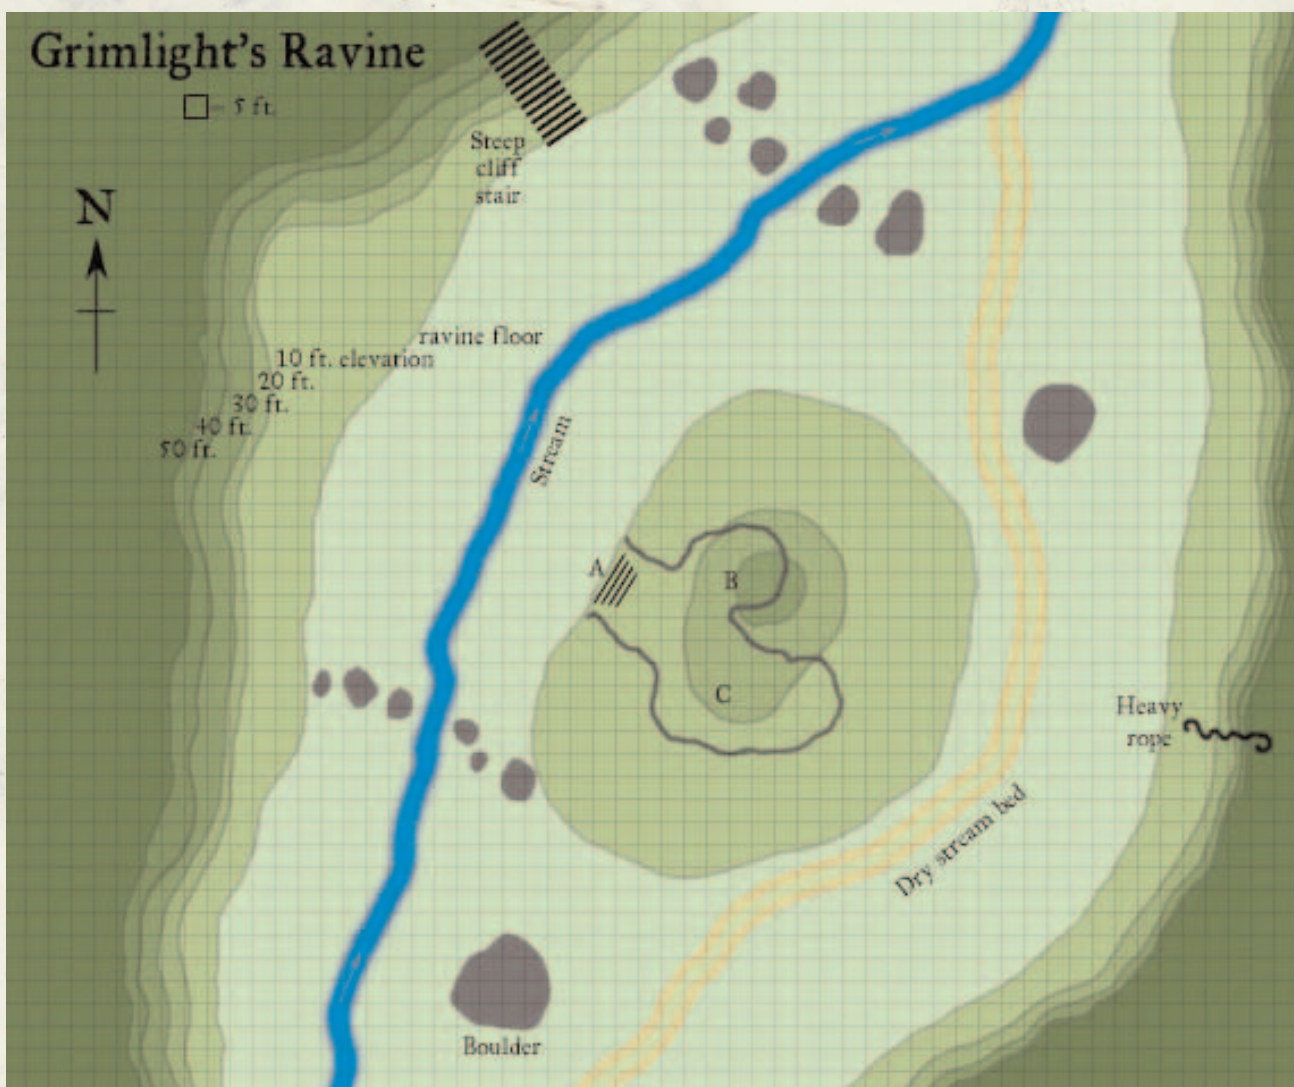 Grimlight's Ravine
- 5 ft.
Steep
cliff
stair
N
ravine floor
10 ft. elevation
20 ft.
30 ft.
40 ft.
50 ft.
Stream
A
B
C
Heavy
rope
Dry stream bed
Boulder